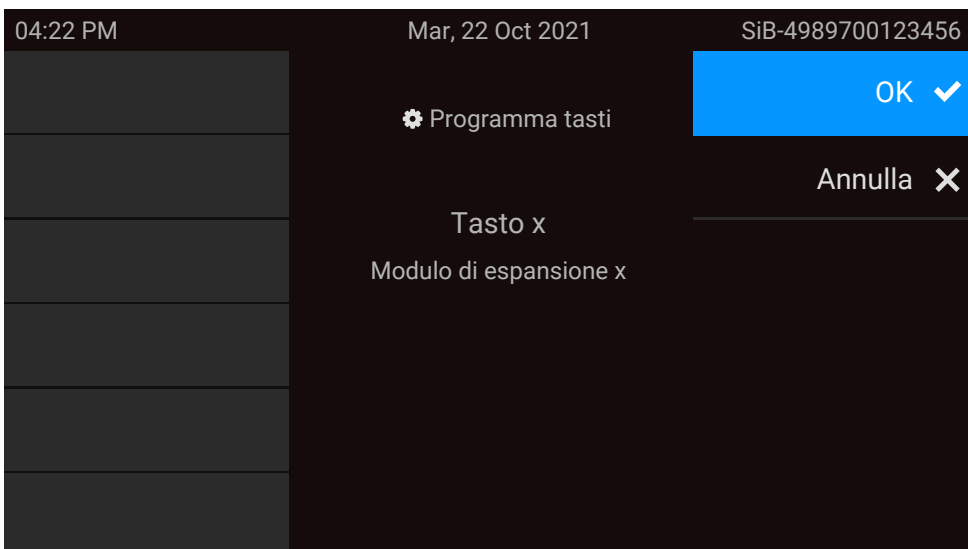 04:22 PM Mar, 22 Oct 2021 SiB-4989700123456
OK
Programma tasti
Annulla
Tasto x
Modulo di espansione x